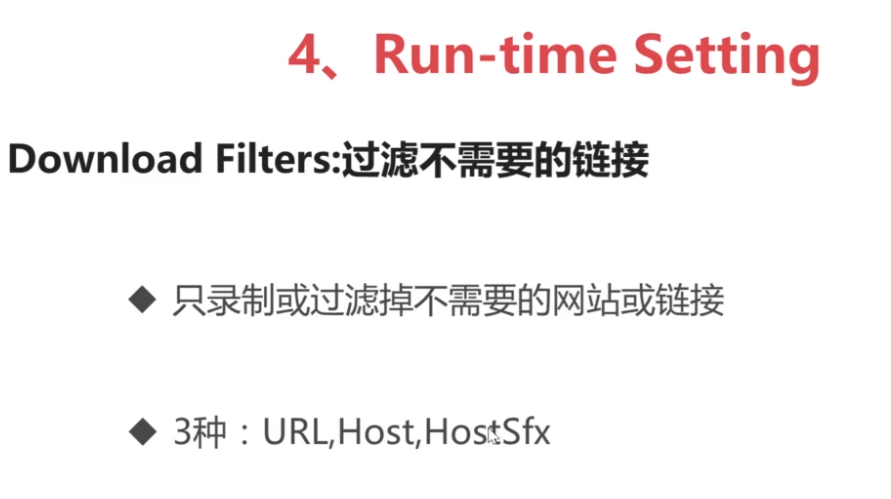 4、Run-time Setting
Download Filters:过滤不需要的链接
◆ 只录制或过滤掉不需要的网站或链接
◆ 3种：URL,Host,HostSfx